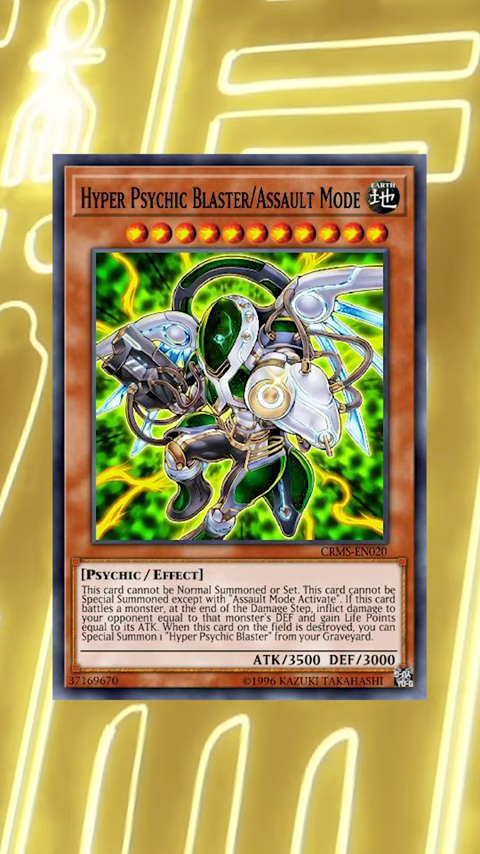 HYPER PSYCHIC BLASTER/ASSAULT MODE
EARTH
地
CRMS-EN020
[PSYCHIC / EFFECT]
This card cannot be Normal Summoned or Set. This card cannot be
Special Summoned except with "Assault Mode Activate". If this card
battles a monster, at the end of the Damage Step, inflict damage to
your opponent equal to that monster's DEF and gain Life Points
equal to its ATK. When this card on the field is destroyed, you can
Special Summon 1 "Hyper Psychic Blaster" from your Graveyard.
ATK/3500 DEF/3000
37169670
©1996 KAZUKI TAKAHASHI